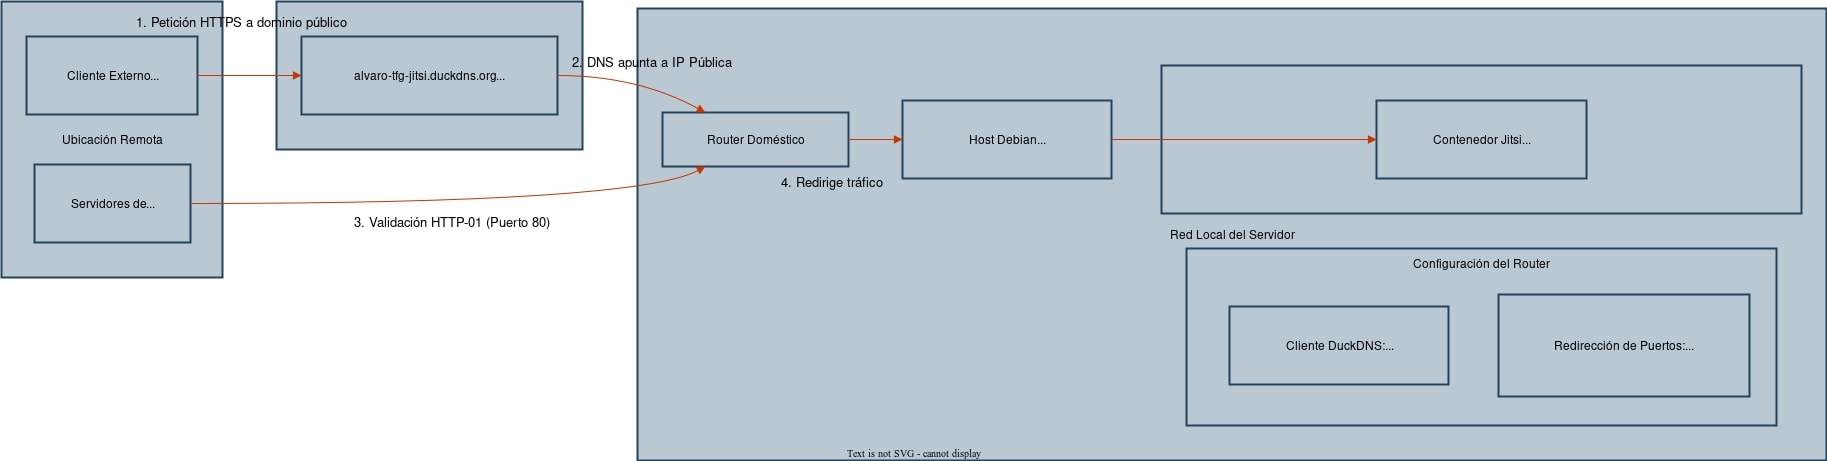 1. Petición HTTPS a dominio público
Cliente Externo...
alvaro-tfg-jitsi.duckdns.org...
2. DNS apunta a IP Pública
Ubicación Remota
Router Doméstico
Host Debian...
Contenedor Jitsi...
4. Redirige tráfico
Servidores de...
3. Validación HTTP-01 (Puerto 80)
Red Local del Servidor
Configuración del Router
Cliente DuckDNS:...
Redirección de Puertos:...
Text is not SVG - cannot display